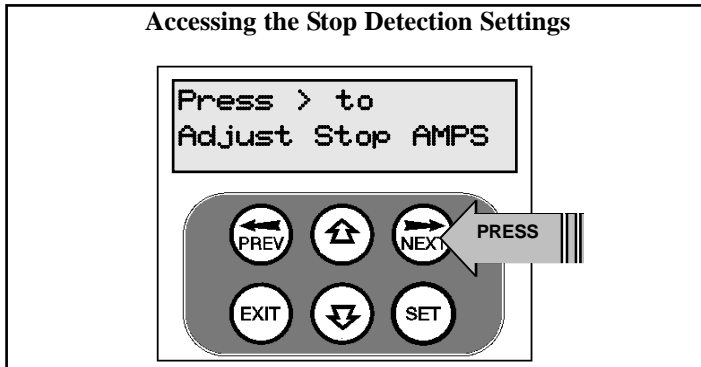 Accessing the Stop Detection Settings
Press > to
Adjust Stop AMPS
PREV
NEXT
PRESS
EXIT
SET